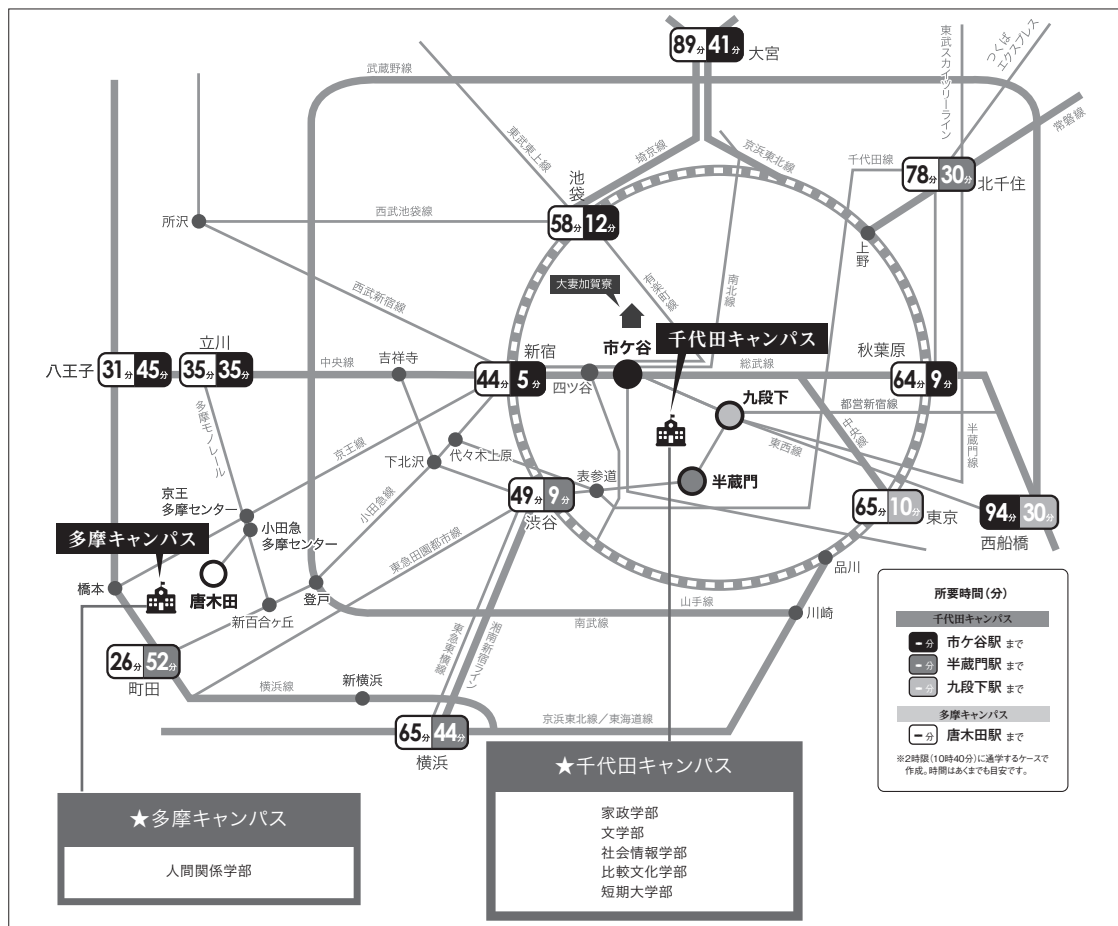 89分 41分
大宮
武蔵野線
東武スカイツリーライン
つくば
エクスプレス
常磐線
東武東上線
埼京線
京浜東北線
千代田線
78分 30分
北千住
池袋
58分 12分
所沢
西武池袋線
上野
西武新宿線
大妻加賀寮
有楽町線
南北線
千代田キャンパス
市ケ谷
八王子
31分 45分
立川
35分 35分
中央線
吉祥寺
新宿
44分 5分
四ツ谷
総武線
秋葉原
64分 9分
九段下
都営新宿線
多摩モノレール
京王線
代々木上原
下北沢
東西線
中央線
半蔵門線
小田急線
表参道
半蔵門
49分 9分
渋谷
65分 10分
東京
94分 30分
西船橋
京王
多摩センター
小田急
多摩センター
多摩キャンパス
東急田園都市線
品川
橋本
唐木田
登戸
新百合ヶ丘
山手線
南武線
川崎
26分 52分
町田
東急東横線
湘南新宿ライン
横浜線
新横浜
京浜東北線／東海道線
65分 44分
横浜
所要時間(分)
千代田キャンパス
-分 市ケ谷駅 まで
-分 半蔵門駅 まで
-分 九段下駅 まで
多摩キャンパス
-分 唐木田駅 まで
※2時限(10時40分)に通学するケースで
作成。時間はあくまでも目安です。
★多摩キャンパス
人間関係学部
★千代田キャンパス
家政学部
文学部
社会情報学部
比較文化学部
短期大学部